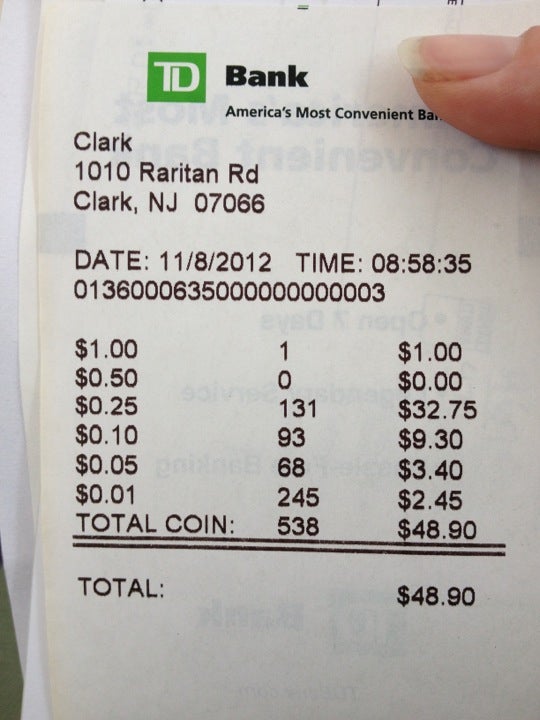 TD Bank
America's Most Convenient
Clark
1010 Raritan Rd
Clark, NJ 07066
DATE: 11/8/2012 TIME: 08:58:35
0136000635000000000003
$1.00 1 $1.00
$0.50 0 $0.00
$0.25 131 $32.75
$0.10 93 $9.30
$0.05 68 $3.40
$0.01 245 $2.45
TOTAL COIN: 538 $48.90
TOTAL: $48.90